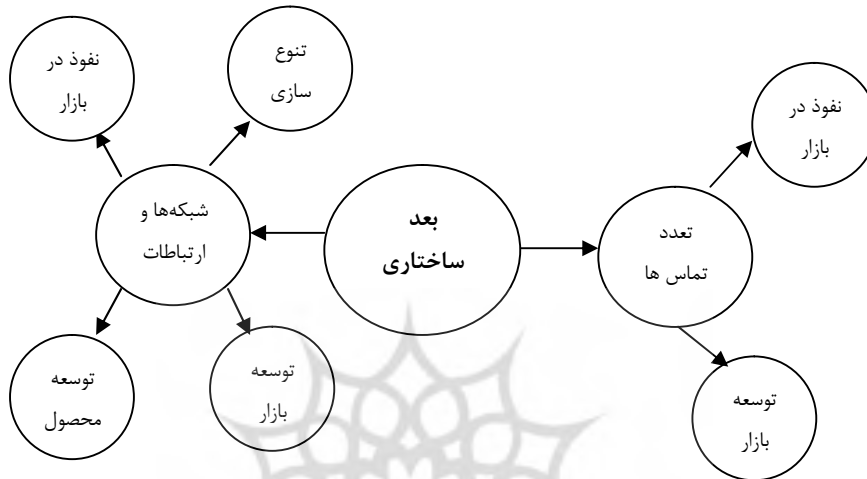 تنوع
سازی
نفوذ در
بازار
نفوذ در
بازار
شبکه‌ها و
ارتباطات
بعد
ساختاری
تعدد
تماس ها
توسعه
محصول
توسعه
بازار
توسعه
بازار